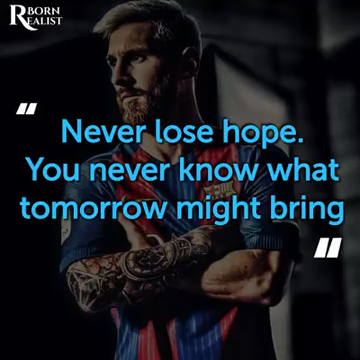 BORN
REALIST
"
Never lose hope.
You never know what
tomorrow might bring
"